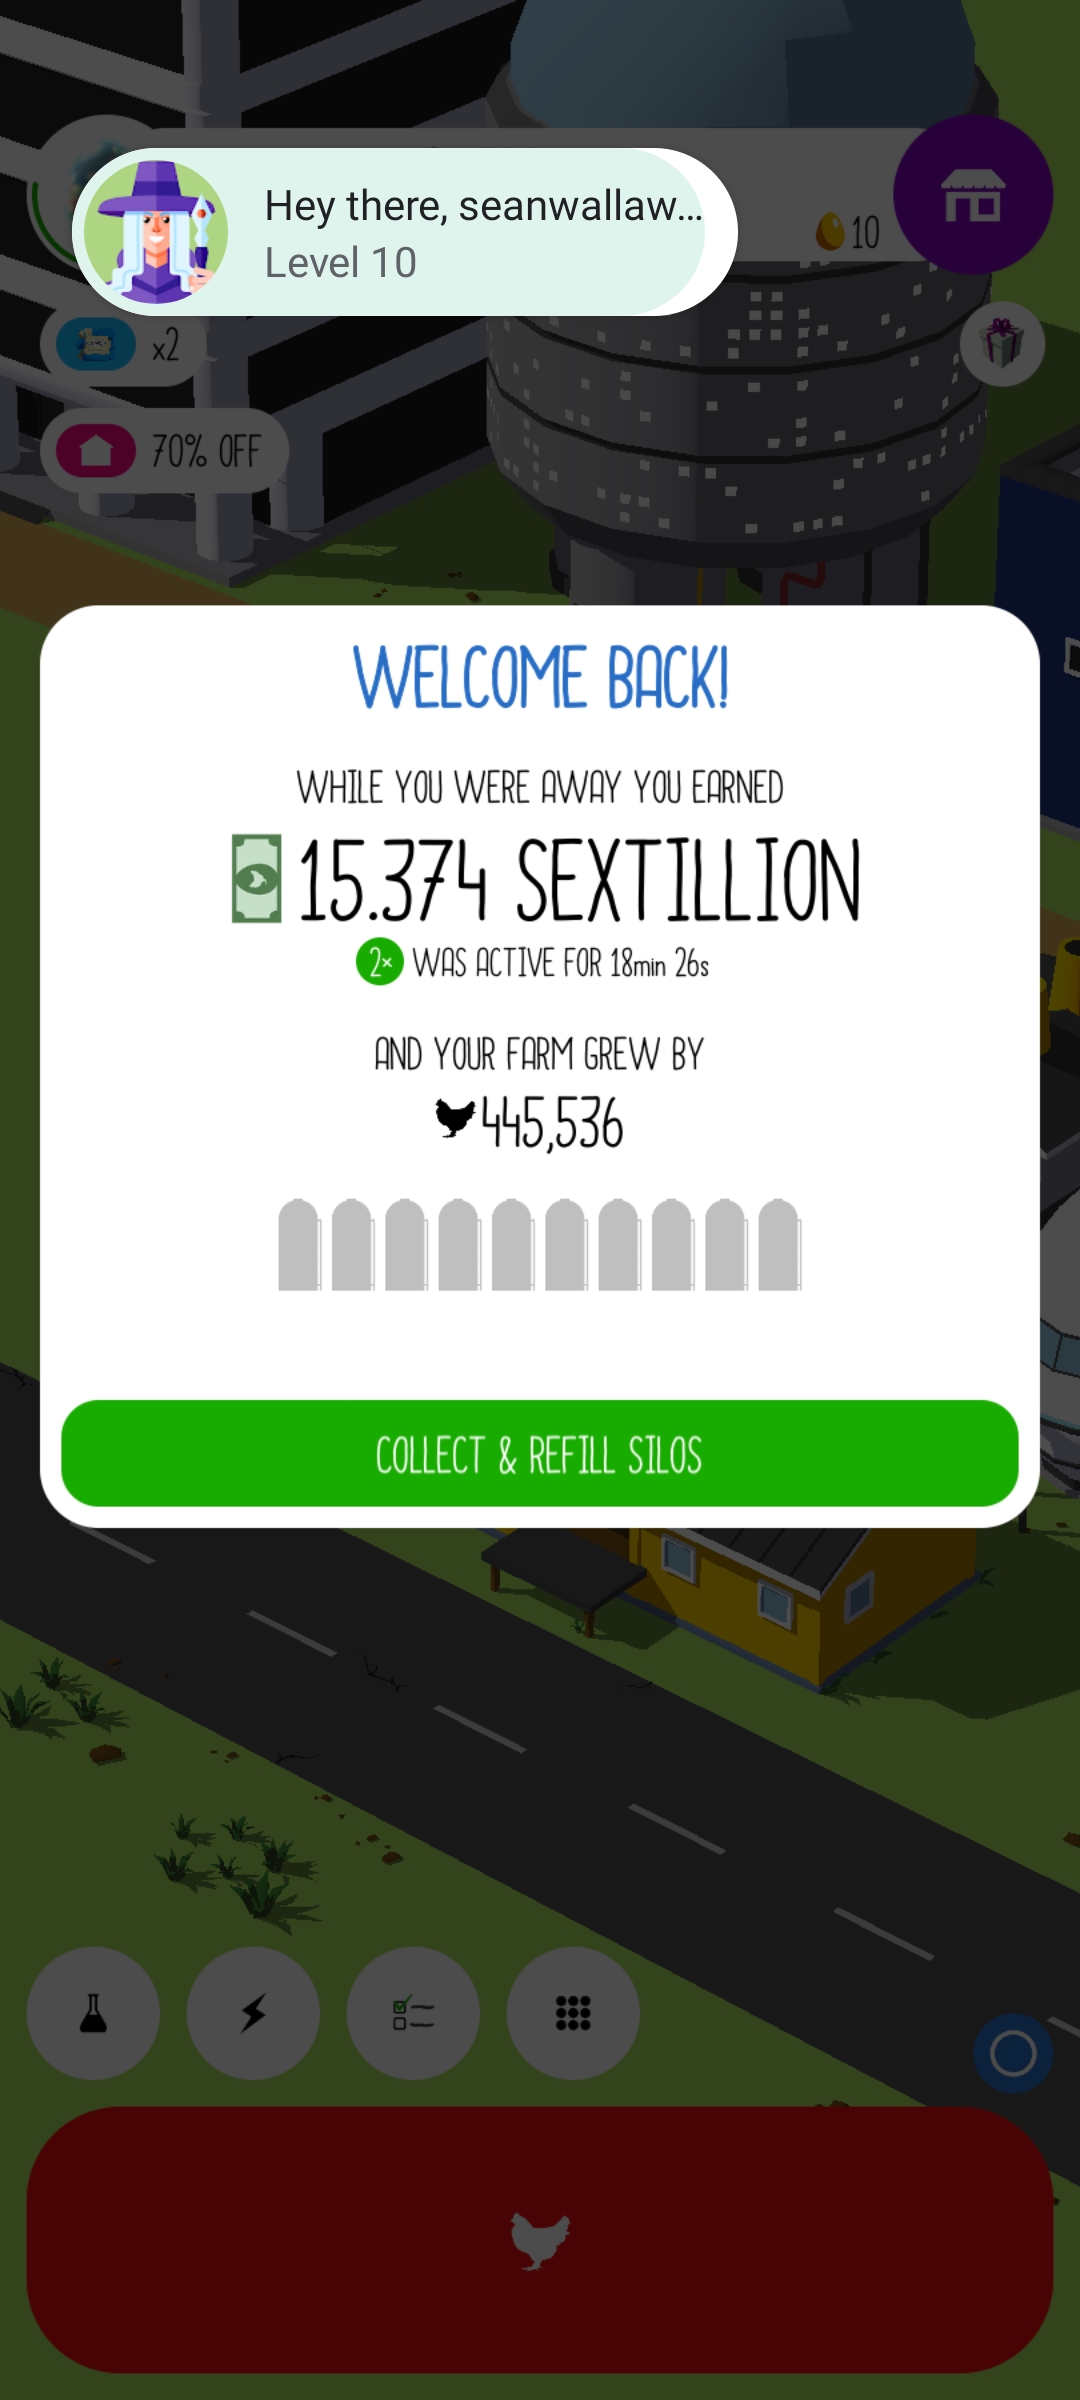 Hey there, seanwallaw...
Level 10
10
x2
70% OFF
WELCOME BACK!
WHILE YOU WERE AWAY YOU EARNED
15.374 SEXTILLION
2× WAS ACTIVE FOR 18min 26s
AND YOUR FARM GREW BY
445,536
COLLECT & REFILL SILOS